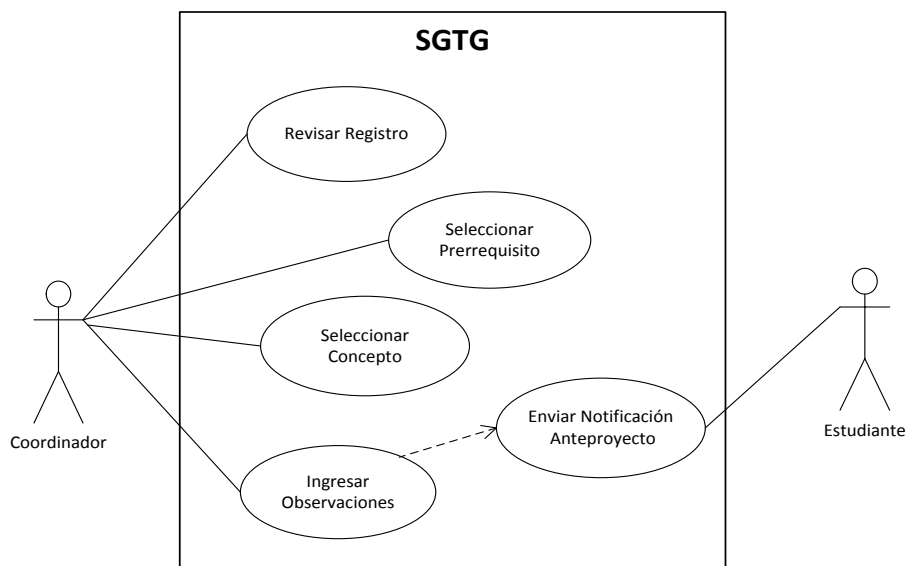 SGTG
Revisar Registro
Seleccionar
Prerrequisito
Seleccionar
Concepto
Enviar Notificación
Anteproyecto
Ingresar
Observaciones
Coordinador
Estudiante